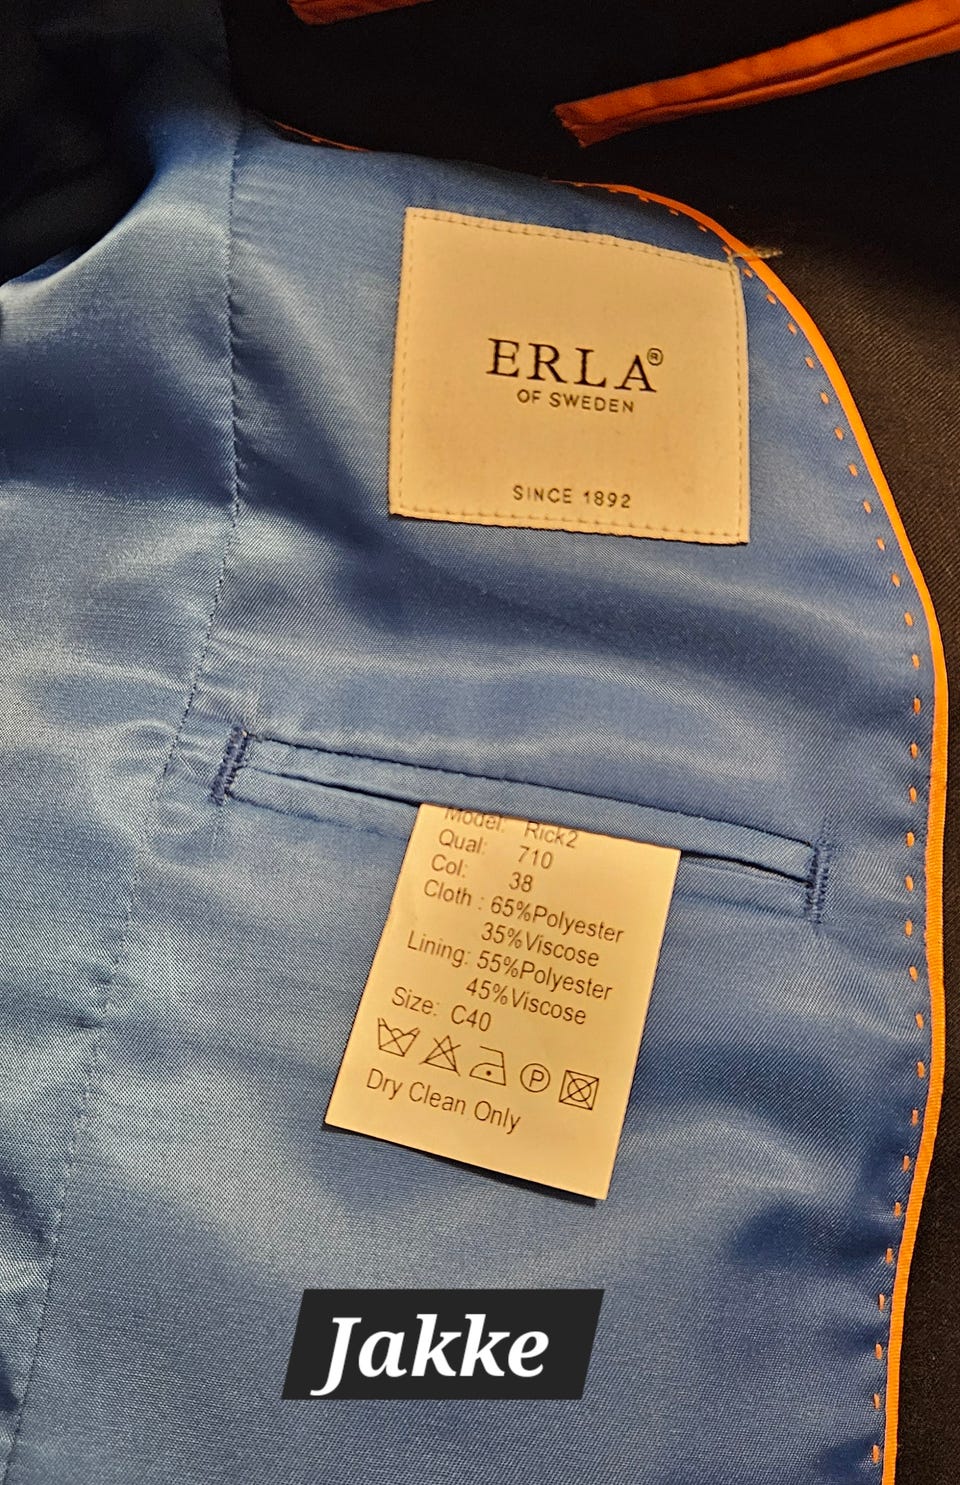 ERLA®
OF SWEDEN
SINCE 1892
Model: Rick2
Qual: 710
Col: 38
Cloth : 65%Polyester
35%Viscose
Lining: 55%Polyester
45%Viscose
Size: C40
P
Dry Clean Only
Jakke